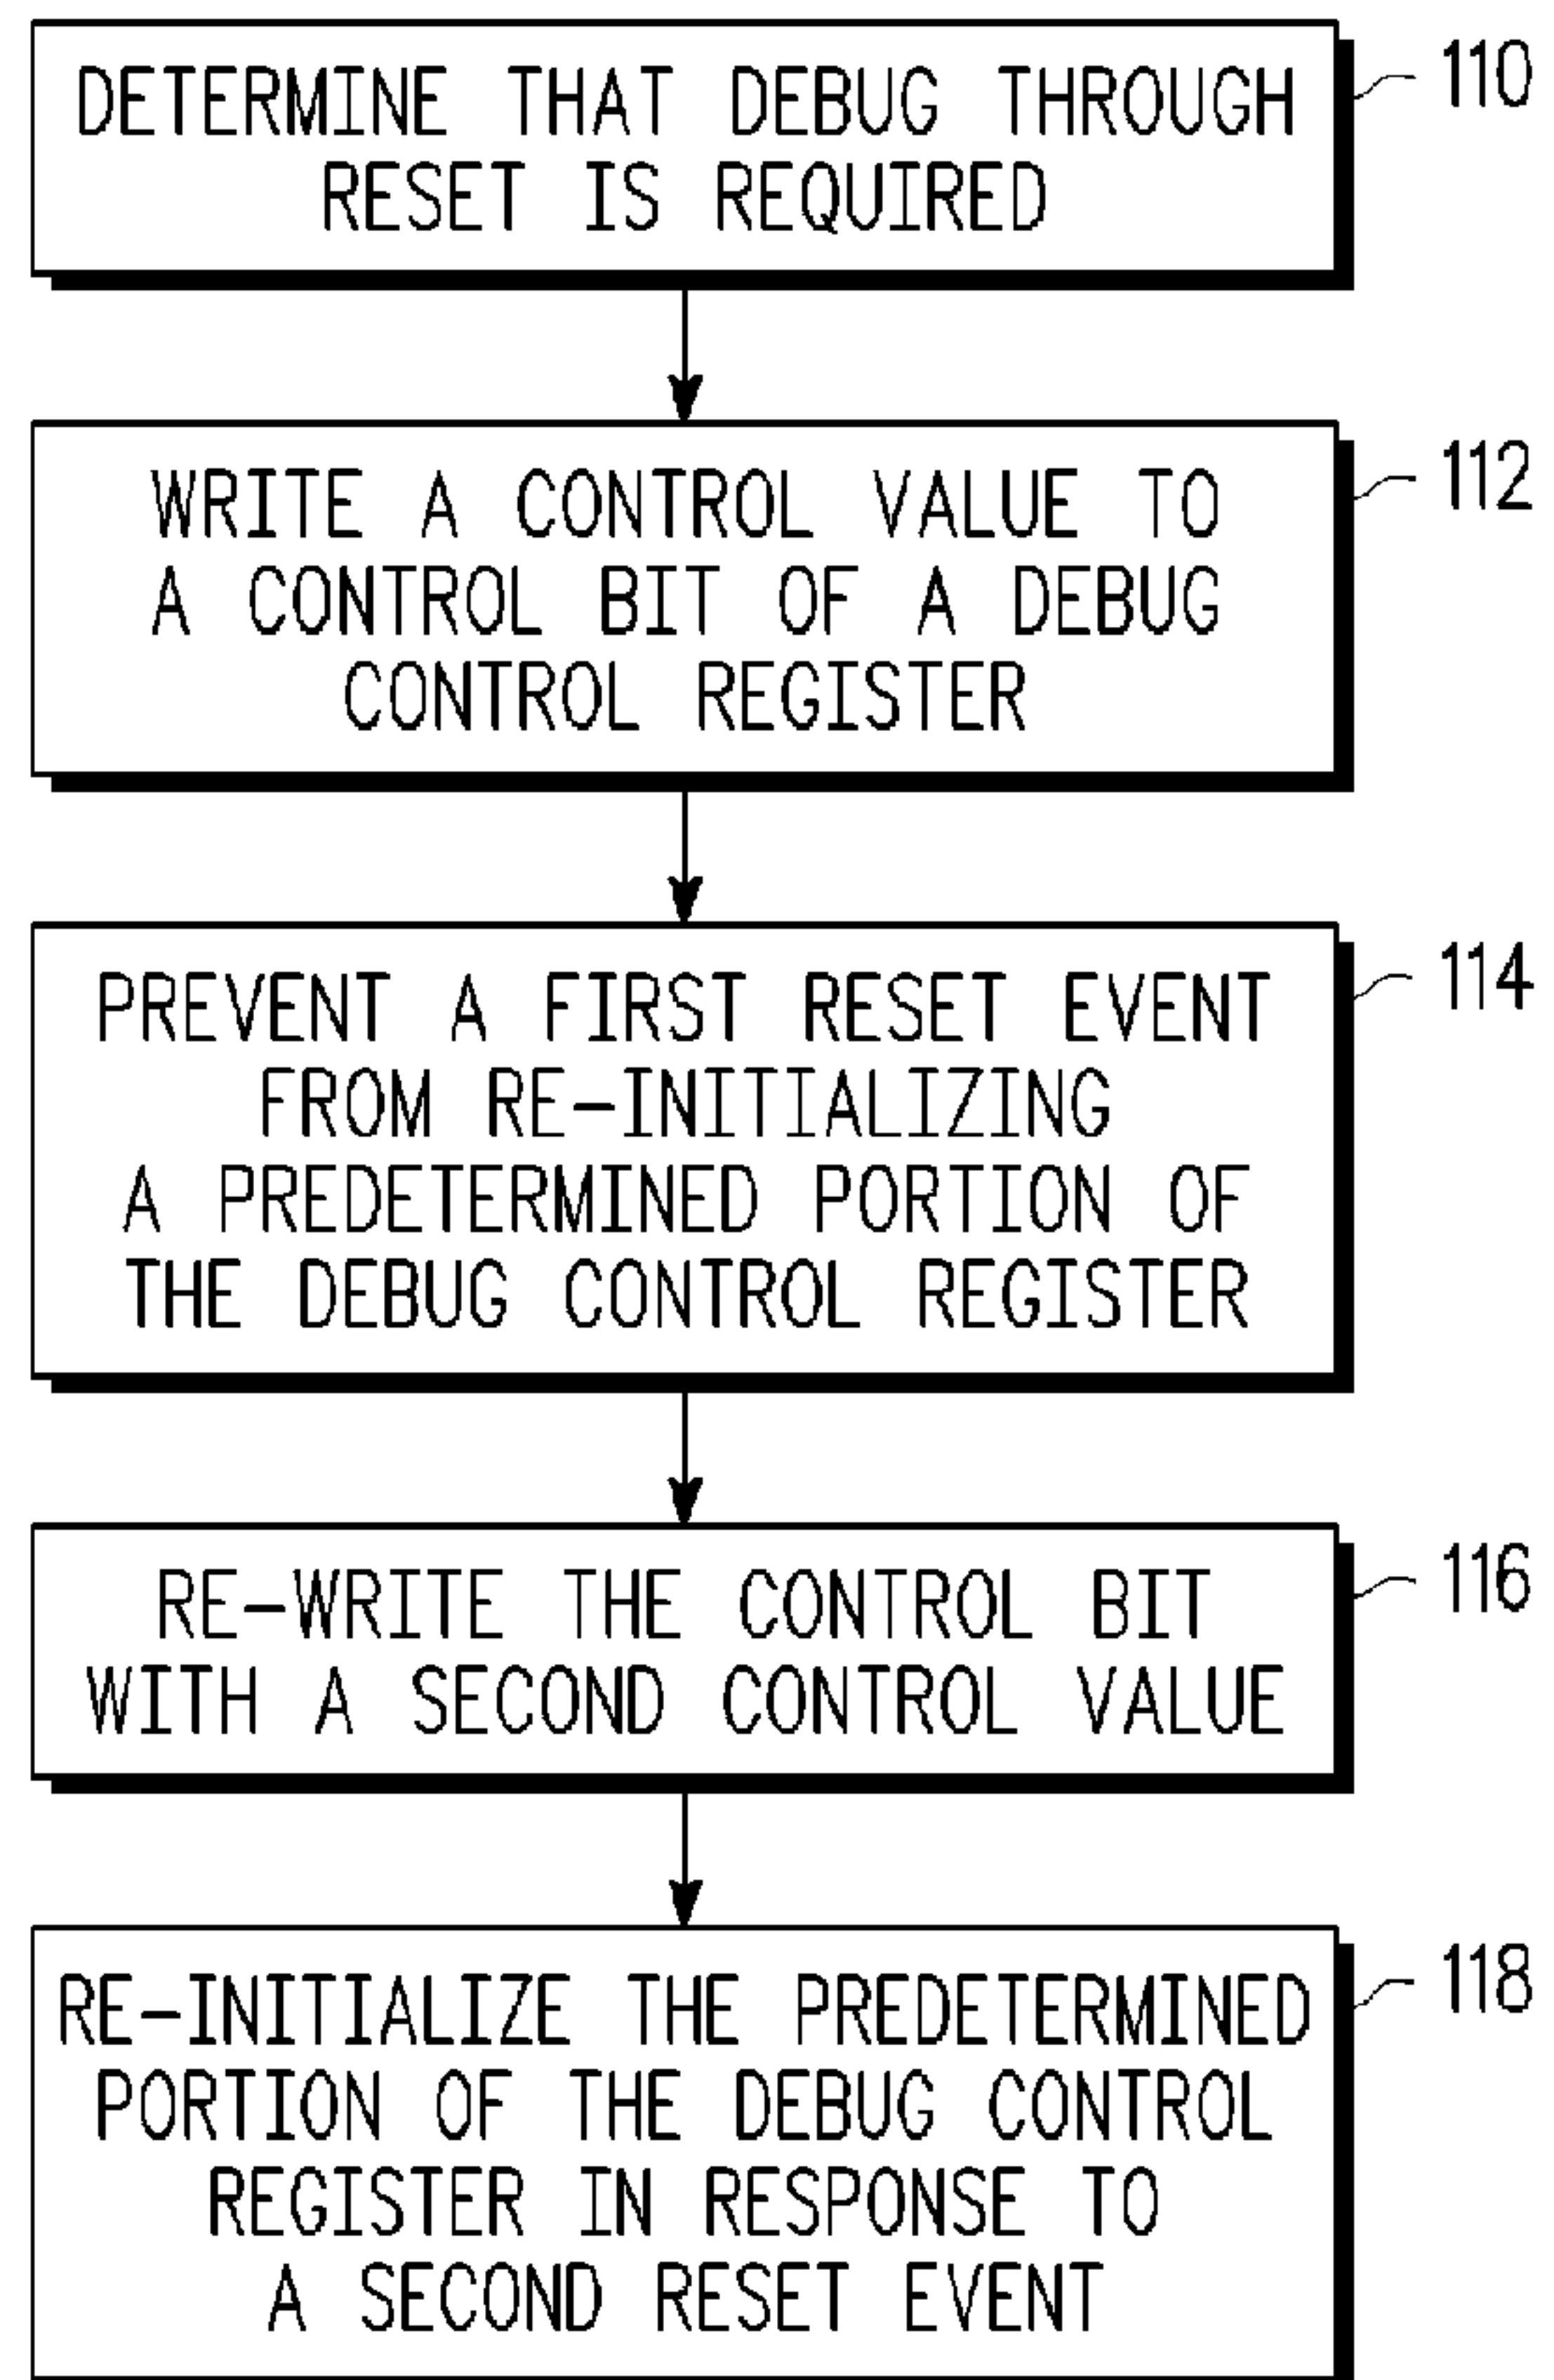 DETERMINE THAT DEBUG THROUGH
RESET IS REQUIRED
110
WRITE A CONTROL VALUE TO
A CONTROL BIT OF A DEBUG
CONTROL REGISTER
112
PREVENT A FIRST RESET EVENT
FROM RE-INITIALIZING
A PREDETERMINED PORTION OF
THE DEBUG CONTROL REGISTER
114
RE-WRITE THE CONTROL BIT
WITH A SECOND CONTROL VALUE
116
RE-INITIALIZE THE PREDETERMINED
PORTION OF THE DEBUG CONTROL
REGISTER IN RESPONSE TO
A SECOND RESET EVENT
118